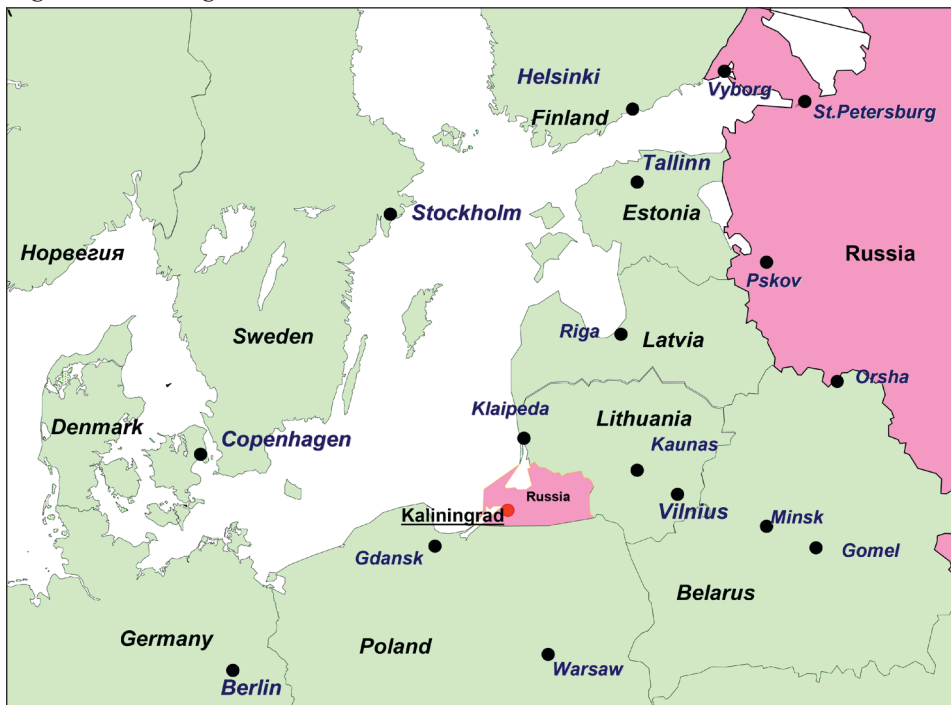 Helsinki
Finland
Vyborg
St.Petersburg
Tallinn
Estonia
Stockholm
Норвегия
Russia
Pskov
Sweden
Riga
Latvia
Orsha
Klaipeda
Lithuania
Denmark
Copenhagen
Kaunas
Russia
Kaliningrad
Vilnius
Minsk
Gdansk
Gomel
Belarus
Germany
Poland
Warsaw
Berlin